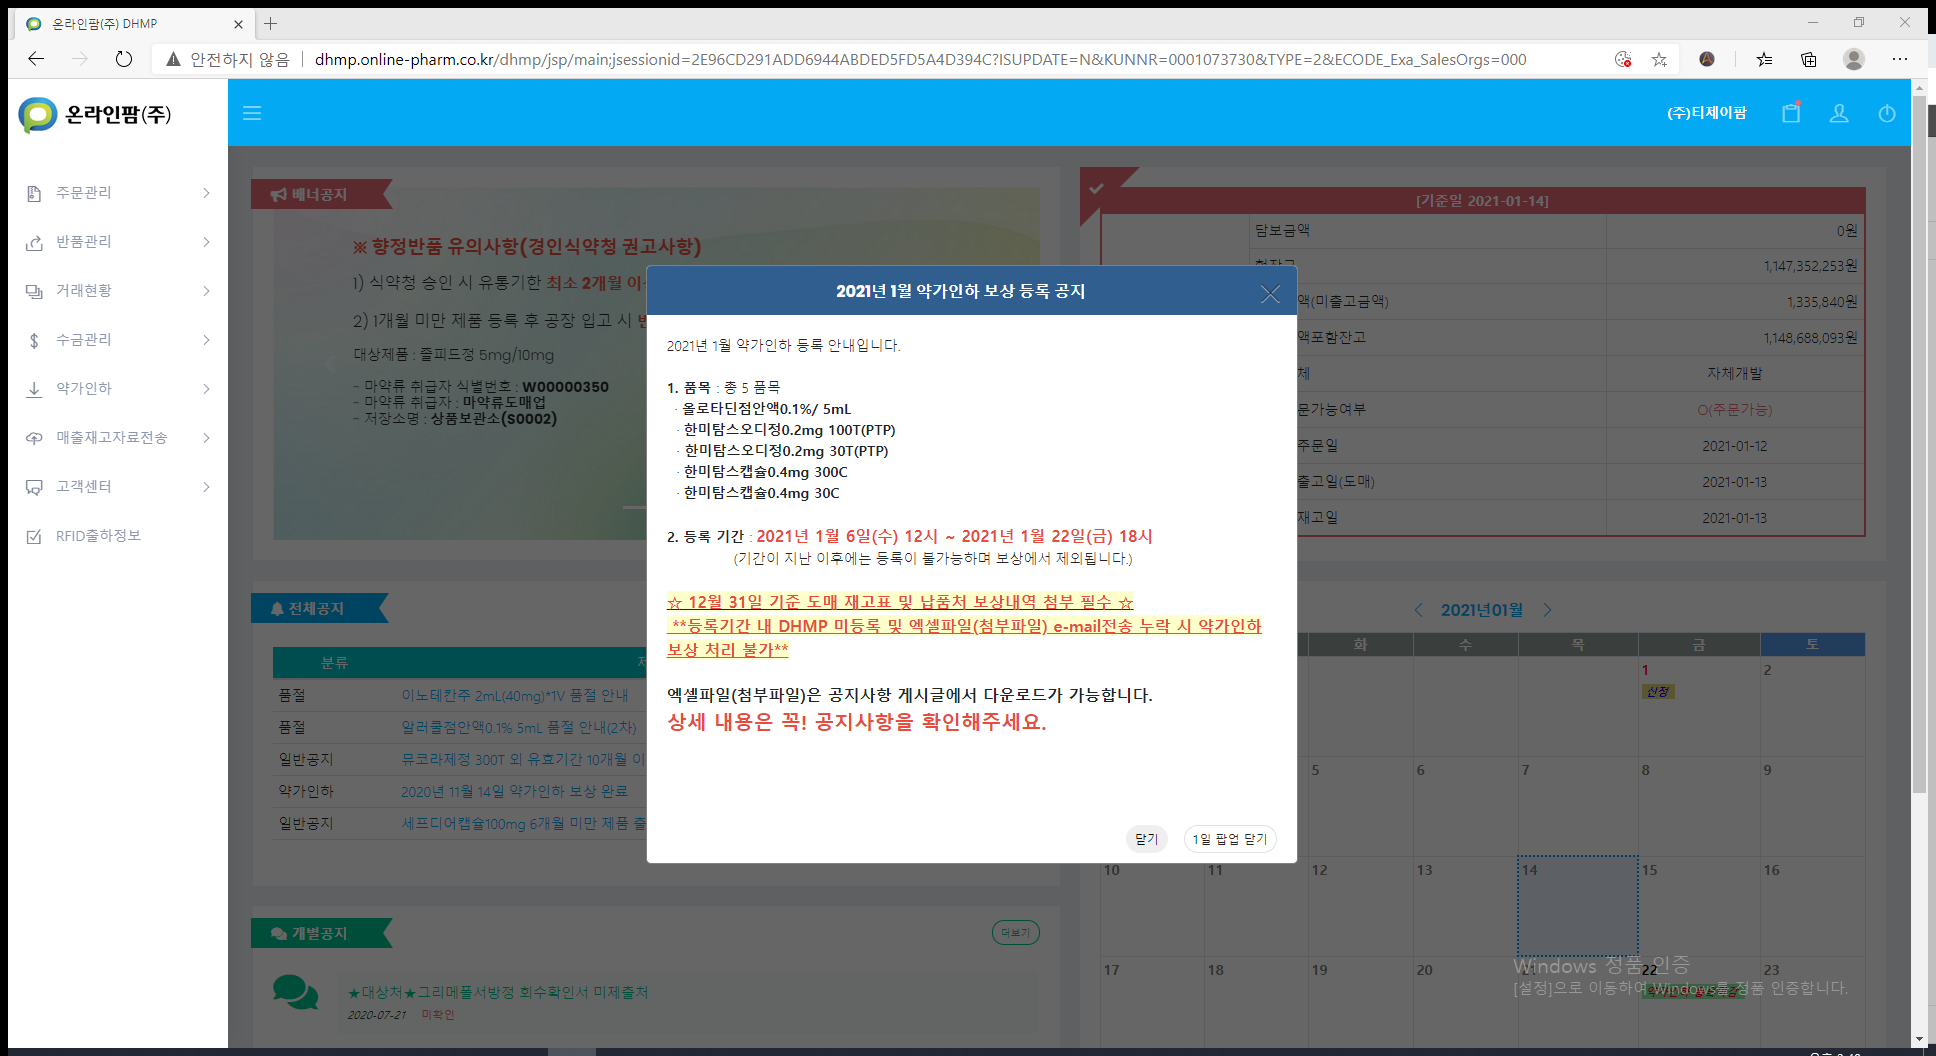 온라인팜(주) DHMP
안전하지 않음
dhmp.online-pharm.co.kr/dhmp/jsp/main;jsessionid=2E96CD291ADD6944ABDED5FD5A4D394C?ISUPDATE=N&KUNNR=0001073730&TYPE=2&ECODE_Exa_SalesOrgs=000
온라인팜(주)
(주)티제이팜
주문관리
반품관리
거래현황
수금관리
약가인하
매출재고자료전송
고객센터
RFID출하정보
배너공지
※ 향정반품 유의사항(경인식약청 권고사항)
1) 식약청 승인 시 유통기한 최소 2개월 이
2) 1개월 미만 제품 등록 후 공장 입고 시
대상제품 : 졸피드정 5mg/10mg
- 마약류 취급자 식별번호 : W00000350
- 마약류 취급자 : 마약류도매업
- 저장소명 : 상품보관소(S0002)
[기준일 2021-01-14]
담보금액 0원
1,147,352,253원
액(미출고금액) 1,335,840원
액포함잔고 1,148,688,093원
체 자체개발
문가능여부 O(주문가능)
주문일 2021-01-12
출고일(도매) 2021-01-13
재고일 2021-01-13
2021년 1월 약가인하 보상 등록 공지
2021년 1월 약가인하 등록 안내입니다.
1. 품목 : 총 5 품목
· 올로타딘점안액0.1%/ 5mL
· 한미탐스오디정0.2mg 100T(PTP)
· 한미탐스오디정0.2mg 30T(PTP)
· 한미탐스캡슐0.4mg 300C
· 한미탐스캡슐0.4mg 30C
2. 등록 기간 : 2021년 1월 6일(수) 12시 ~ 2021년 1월 22일(금) 18시
(기간이 지난 이후에는 등록이 불가능하며 보상에서 제외됩니다.)
☆ 12월 31일 기준 도매 재고표 및 납품처 보상내역 첨부 필수 ☆
**등록기간 내 DHMP 미등록 및 엑셀파일(첨부파일) e-mail전송 누락 시 약가인하
보상 처리 불가**
엑셀파일(첨부파일)은 공지사항 게시글에서 다운로드가 가능합니다.
상세 내용은 꼭! 공지사항을 확인해주세요.
닫기 1일 팝업 닫기
전체공지
분류
품절 이노테칸주 2mL(40mg)*1V 품절 안내
품절 알러쿨점안액0.1% 5mL 품절 안내(2차)
일반공지 뮤코라제정 300T 외 유효기간 10개월 이
약가인하 2020년 11월 14일 약가인하 보상 완료
일반공지 세프디어캡슐100mg 6개월 미만 제품 출
개별공지 더보기
★대상처★그리메폴서방정 회수확인서 미제출처
2020-07-21 미확인
2021년01월
화 수 목 금 토
1 2
신정
5 6 7 8 9
10 11 12 13 14 15 16
17 18 19 20 21 22 23
Windows 정품 인증
[설정]으로 이동하여 Windows를 정품 인증합니다.